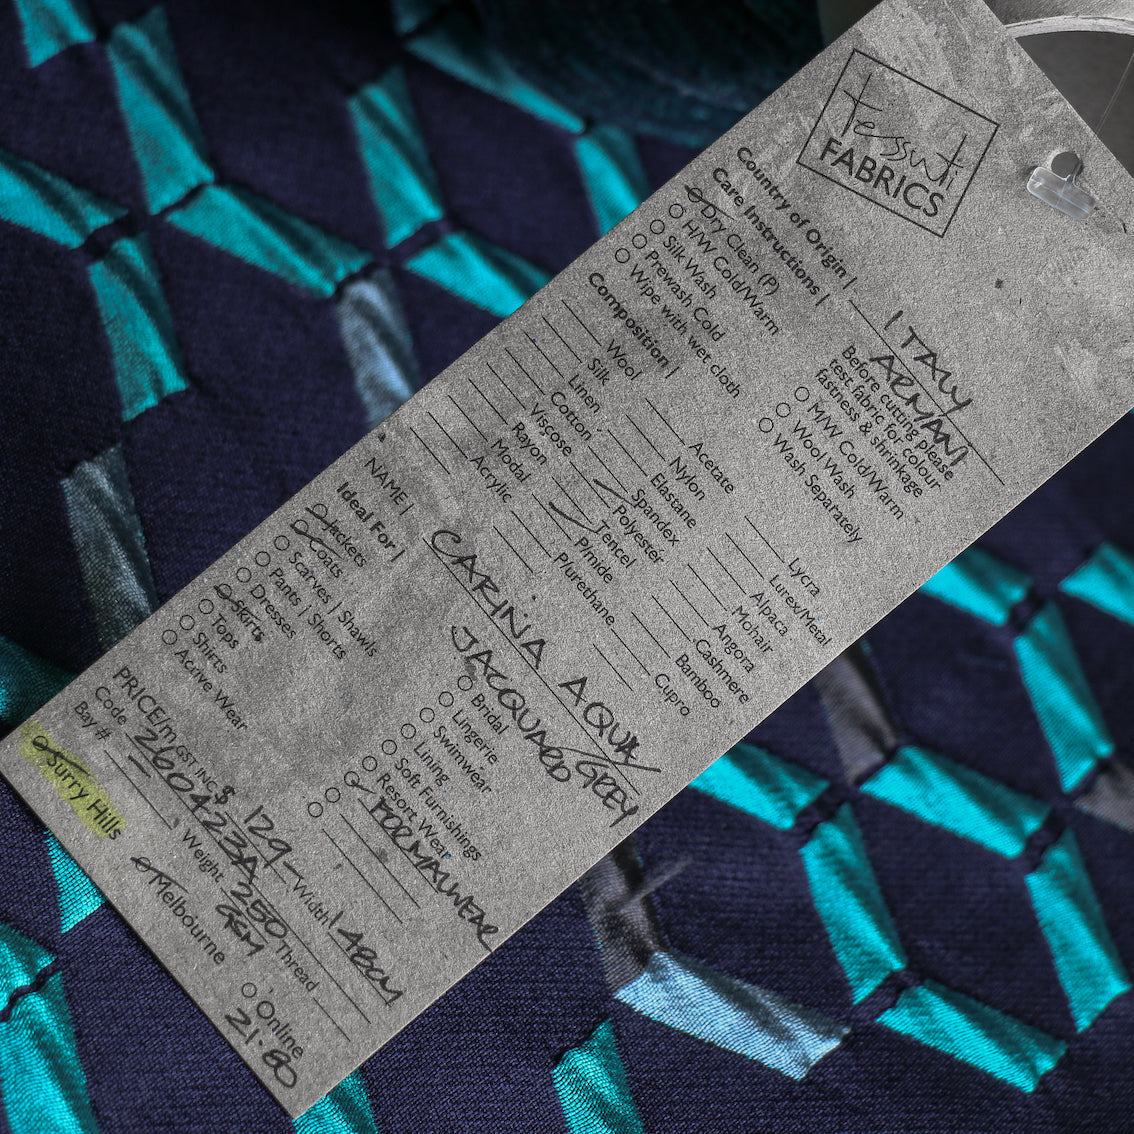 tessuti
FABRICS
Country of Origin | ITALY
Care Instructions | ARMANI
Dry Clean (P)
H/W Cold/Warm
Silk Wash
Prewash Cold
Wipe with wet cloth
Before cutting please
test fabric for colour
fastness & shrinkage
M/W Cold/Warm
Wool Wash
Wash Separately
Composition |
Wool
Silk
Linen
Cotton
Viscose
Rayon
Modal
Acrylic
Acetate
Nylon
Elastane
Spandex
Polyester
Tencel
P/mide
P/urethane
Lycra
Lurex/Metal
Alpaca
Mohair
Angora
Cashmere
Bamboo
Cupro
NAME | CARINA AQUA/GREY
JACQUARD
Ideal For |
Jackets
Coats
Scarves | Shawls
Pants | Shorts
Dresses
Skirts
Tops
Shirts
Active Wear
Bridal
Lingerie
Swimwear
Lining
Soft Furnishings
Resort Wear
FORMALWEAR
PRICE/m GST INC $ 129- Width 148CM
Code 260423A Weight 250 GSM Thread
Bay#
Surry Hills Melbourne Online
21.80